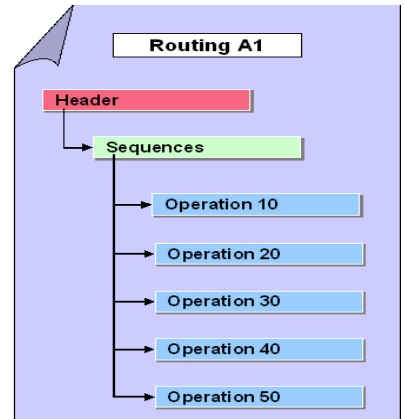 Routing A1
Header
Sequences
Operation 10
Operation 20
Operation 30
Operation 40
Operation 50